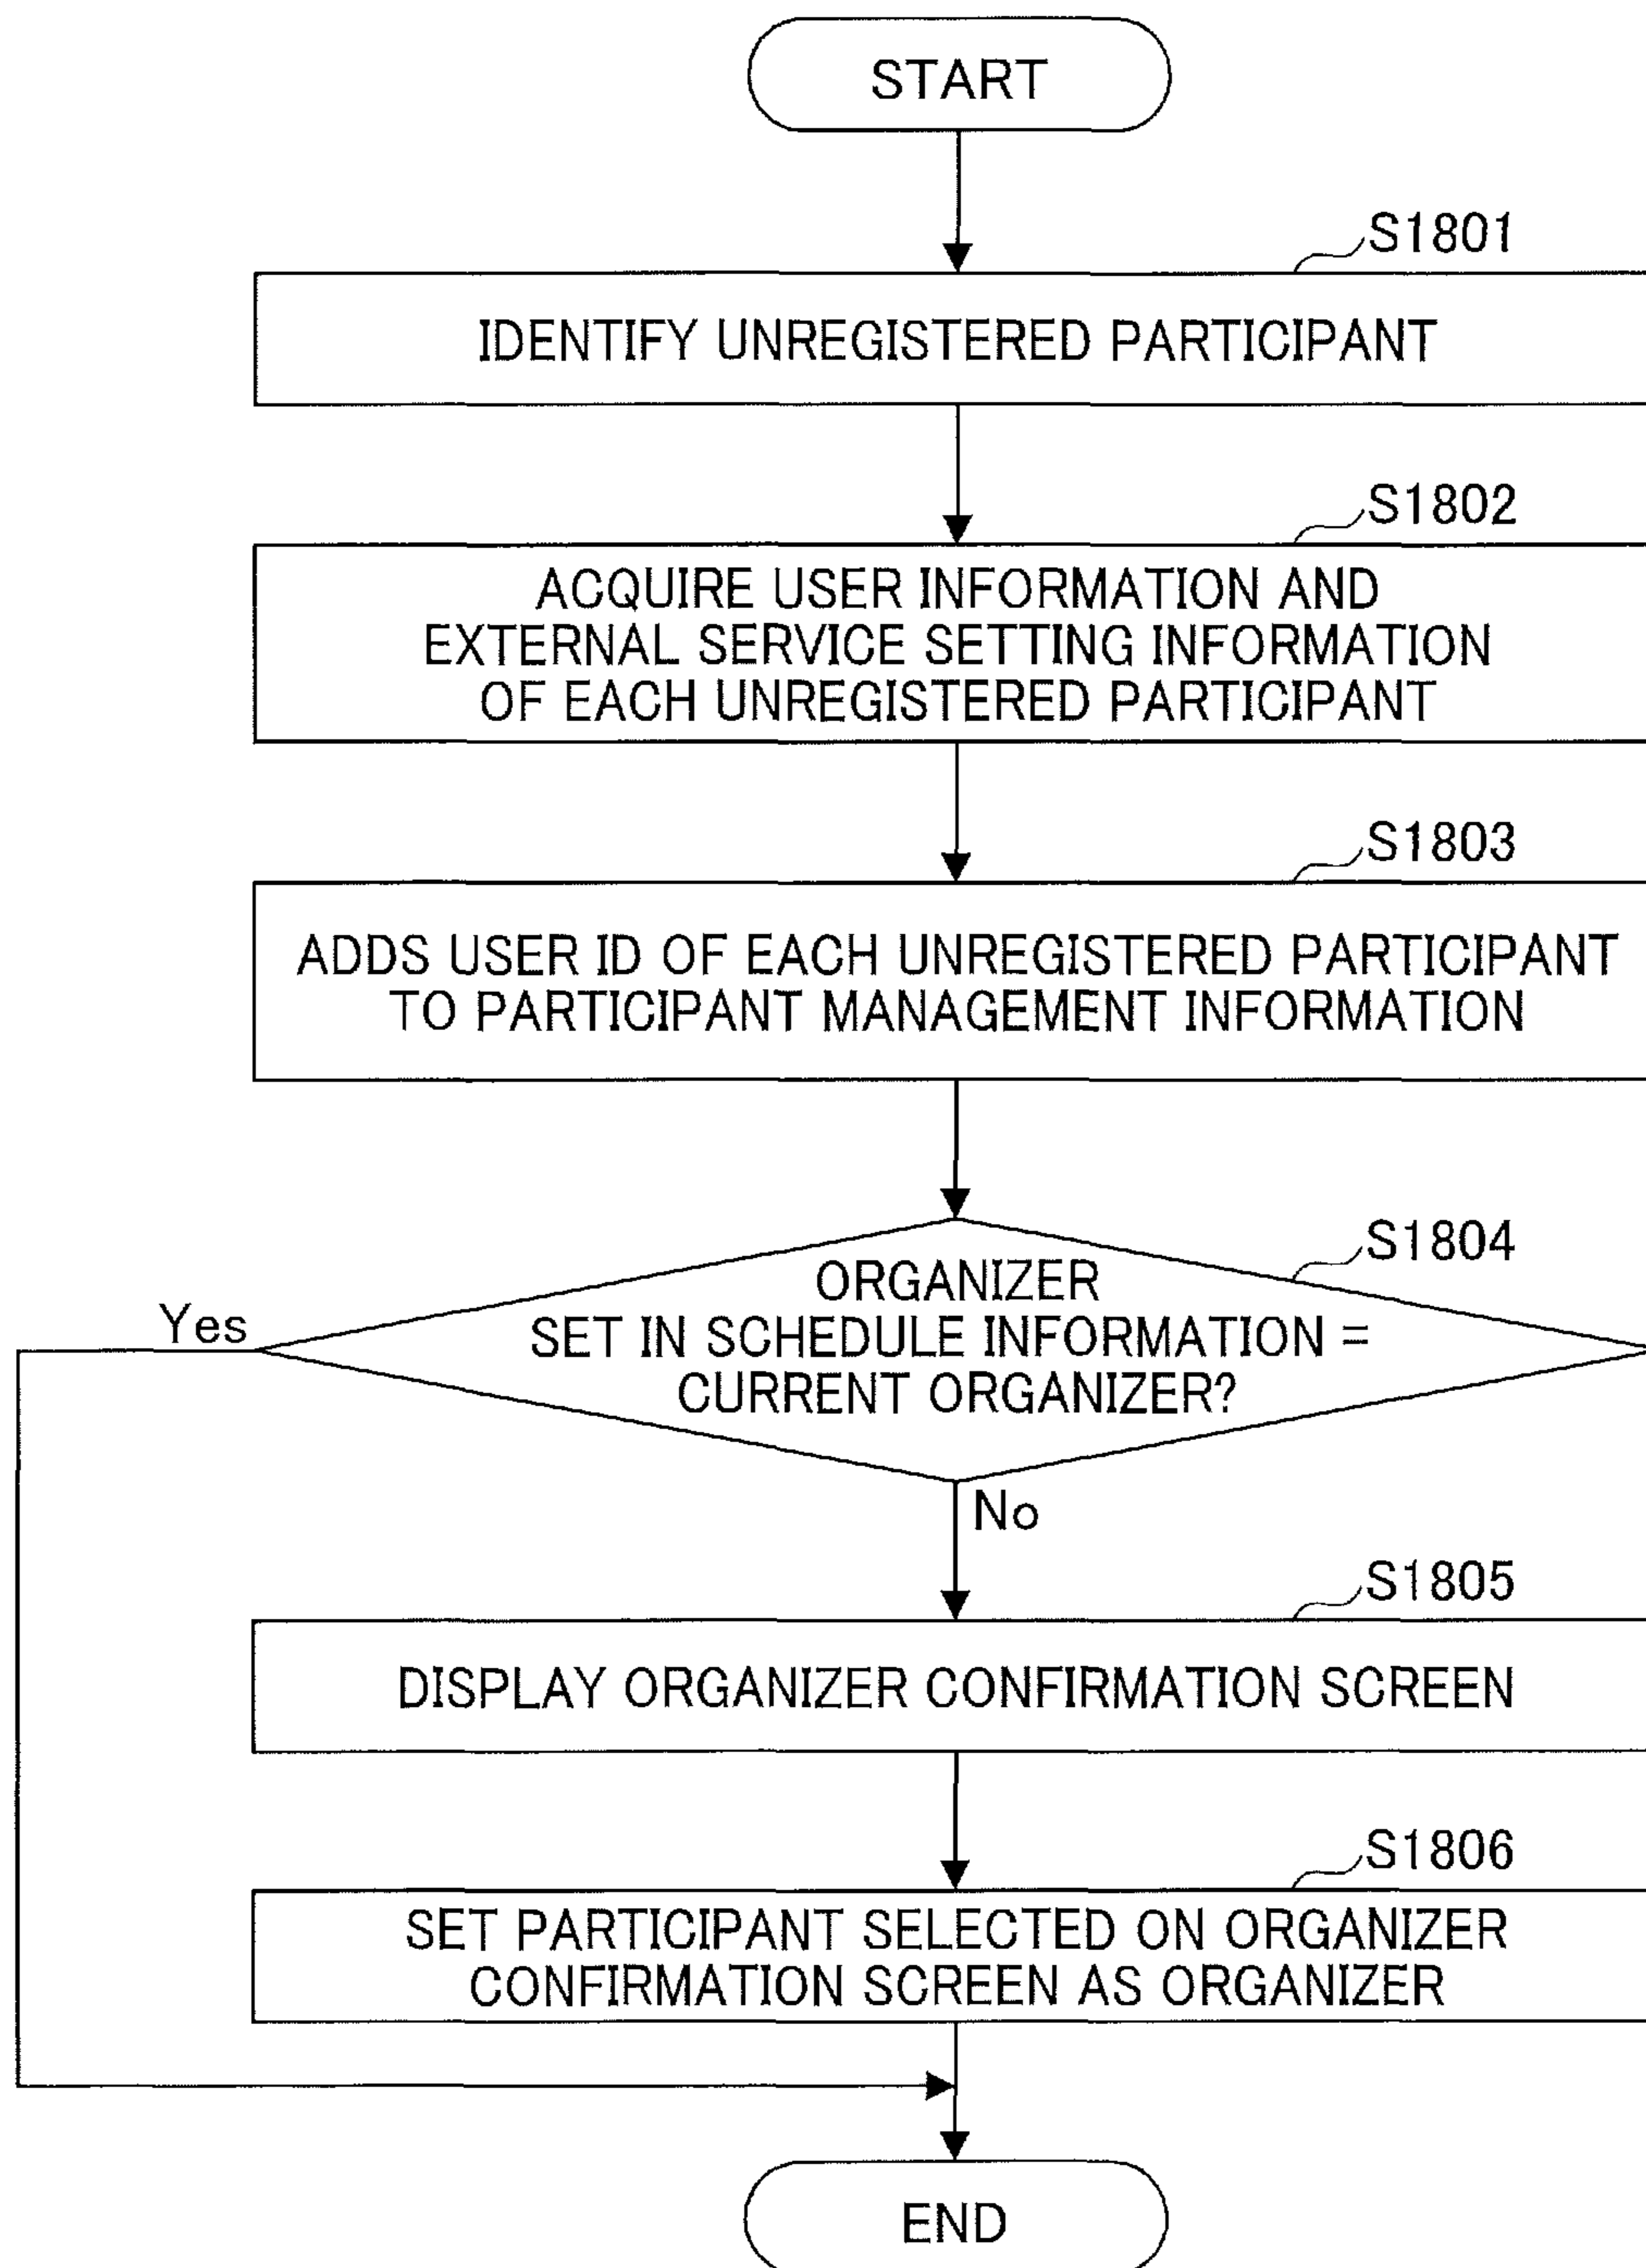 START
S1801
IDENTIFY UNREGISTERED PARTICIPANT
S1802
ACQUIRE USER INFORMATION AND
EXTERNAL SERVICE SETTING INFORMATION
OF EACH UNREGISTERED PARTICIPANT
S1803
ADDS USER ID OF EACH UNREGISTERED PARTICIPANT
TO PARTICIPANT MANAGEMENT INFORMATION
S1804
ORGANIZER
SET IN SCHEDULE INFORMATION =
CURRENT ORGANIZER?
Yes
No
S1805
DISPLAY ORGANIZER CONFIRMATION SCREEN
S1806
SET PARTICIPANT SELECTED ON ORGANIZER
CONFIRMATION SCREEN AS ORGANIZER
END